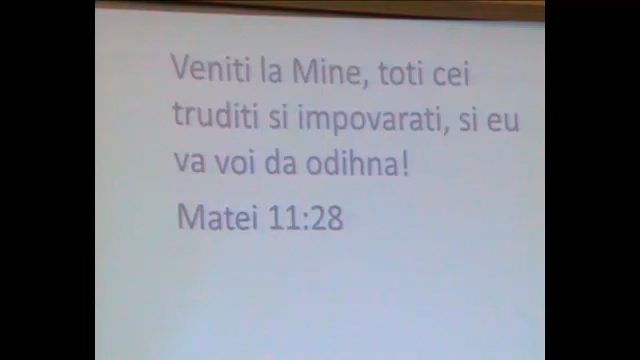 Veniti la Mine, toti cei
truditi si impovarati, si eu
va voi da odihna!
Matei 11:28